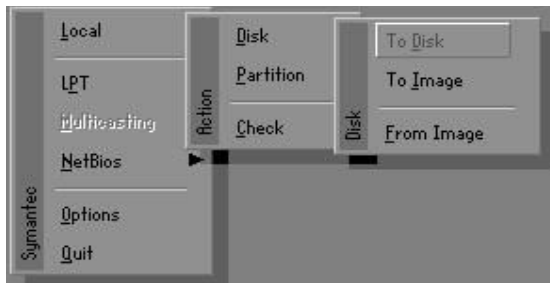 Local
LPT
Multicasting
NetBios
Options
Quit
Symantec
Disk
Partition
Check
Action
To Disk
To Image
From Image
Disk